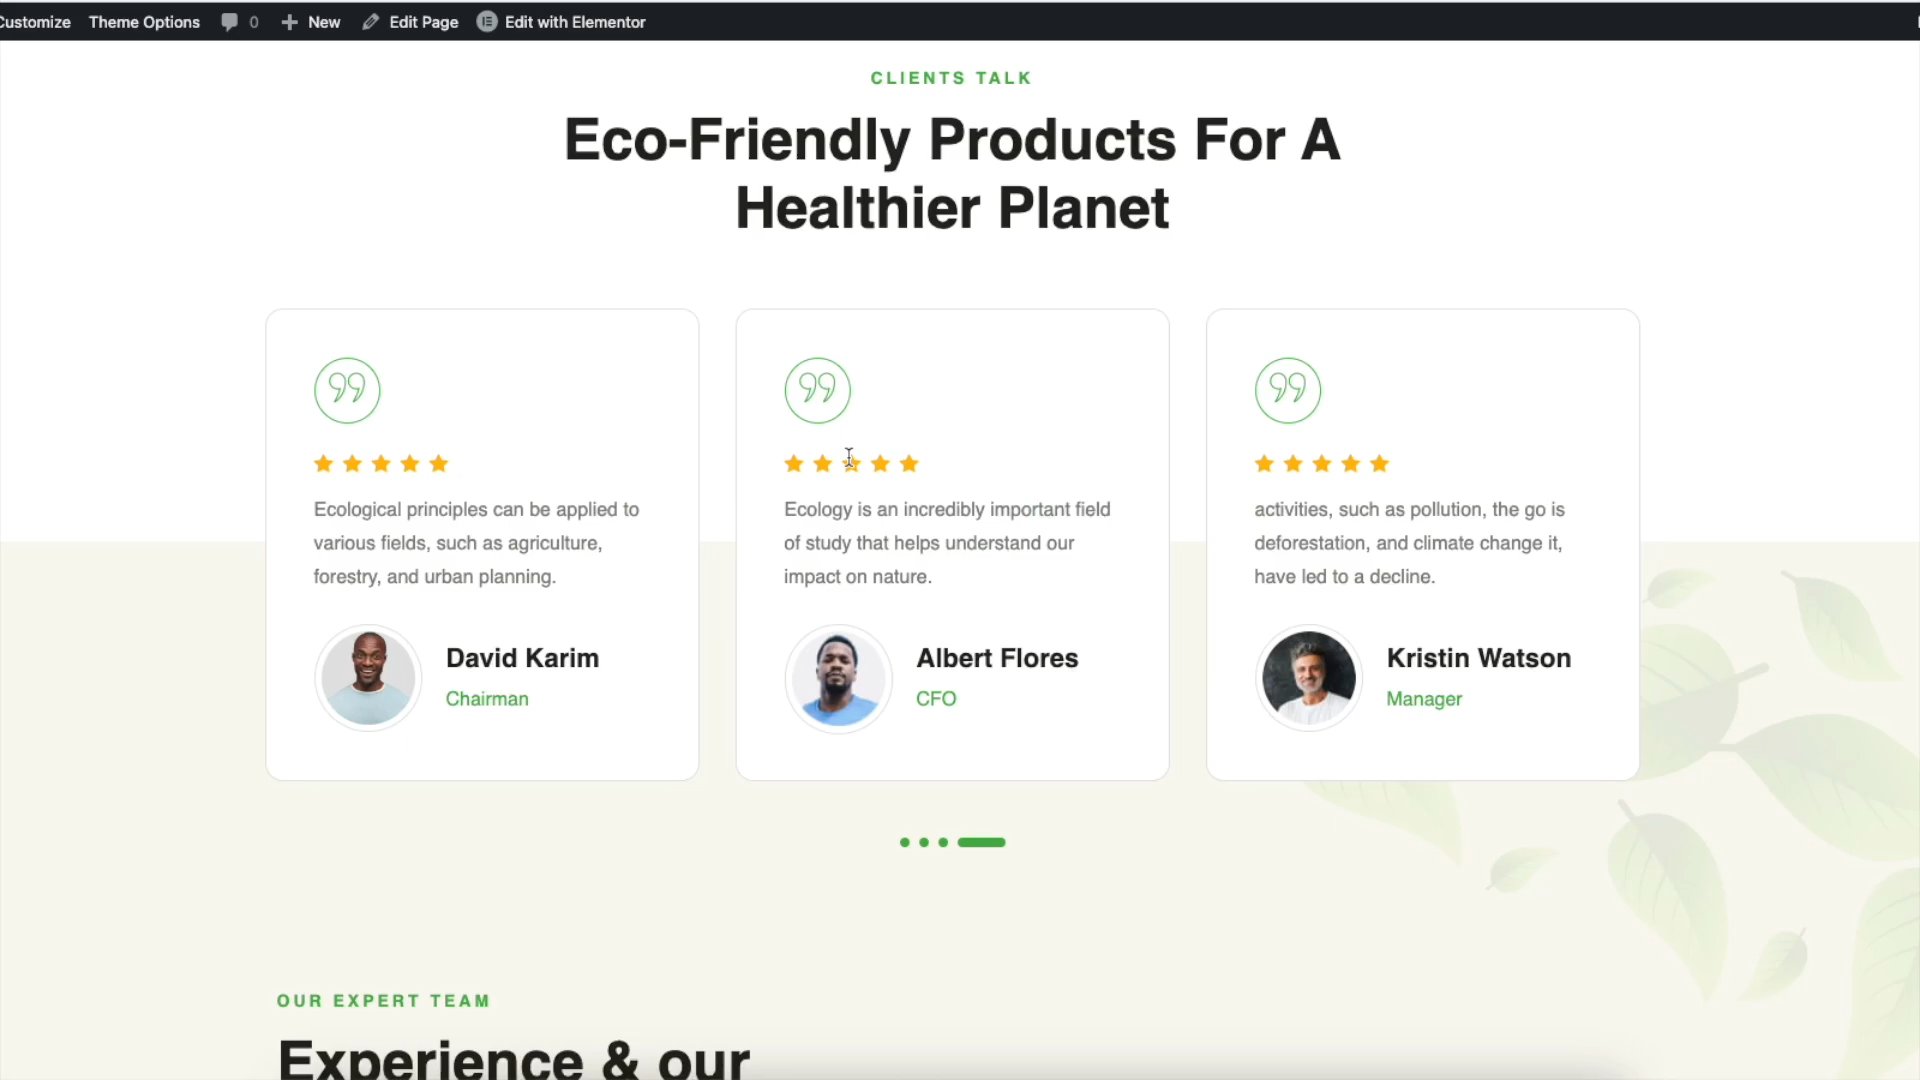 Customize Theme Options 0 New Edit Page Edit with Elementor
CLIENTS TALK
Eco-Friendly Products For A
Healthier Planet
Ecological principles can be applied to
various fields, such as agriculture,
forestry, and urban planning.
David Karim
Chairman
Ecology is an incredibly important field
of study that helps understand our
impact on nature.
Albert Flores
CFO
activities, such as pollution, the go is
deforestation, and climate change it,
have led to a decline.
Kristin Watson
Manager
OUR EXPERT TEAM
Experience & our